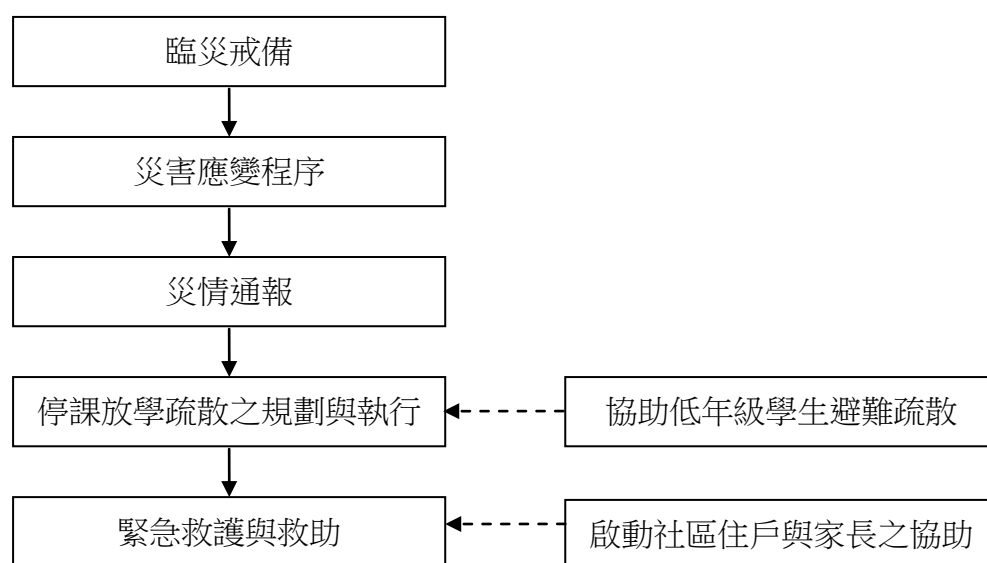 臨災戒備
災害應變程序
災情通報
停課放學疏散之規劃與執行
協助低年級學生避難疏散
緊急救護與救助
啟動社區住戶與家長之協助